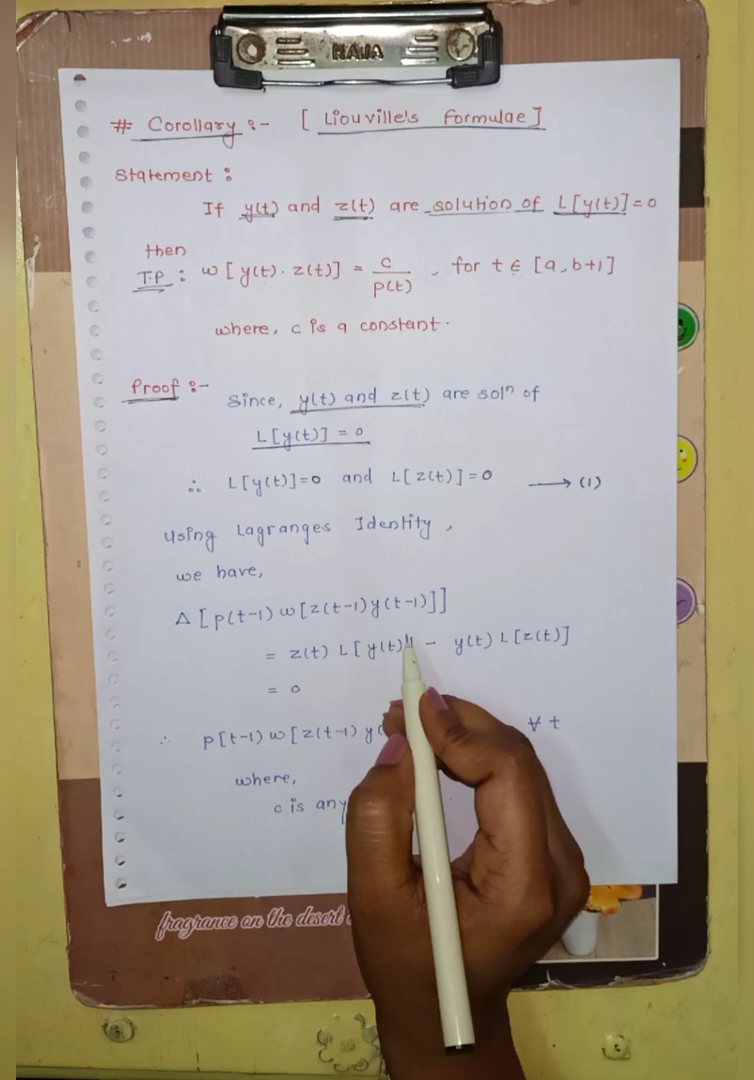 RAJA
# Corollary :- [ Liouville's Formulae ]
Statement :
If y(t) and z(t) are solution of L[y(t)] = 0
then
T.P : w[y(t). z(t)] = c / p(t) , for t ∈ [a, b+1]
where, c is a constant.
Proof :-
Since, y(t) and z(t) are solⁿ of
L[y(t)] = 0
∴ L[y(t)]=0 and L[z(t)]=0 ⟶ (1)
Using Lagranges Identity,
we have,
Δ[p(t-1) w[z(t-1) y(t-1)]]
= z(t) L[y(t)] - y(t) L[z(t)]
= 0
∴ p[t-1) w[z(t-1) ∀ t
where,
c is any
fragrance on the desert